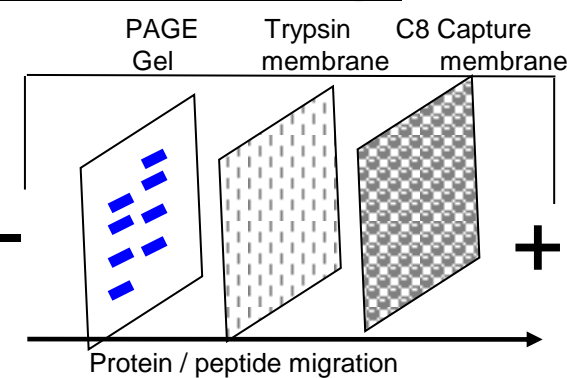 PAGE Gel
Trypsin membrane
C8 Capture membrane
−
+
Protein / peptide migration